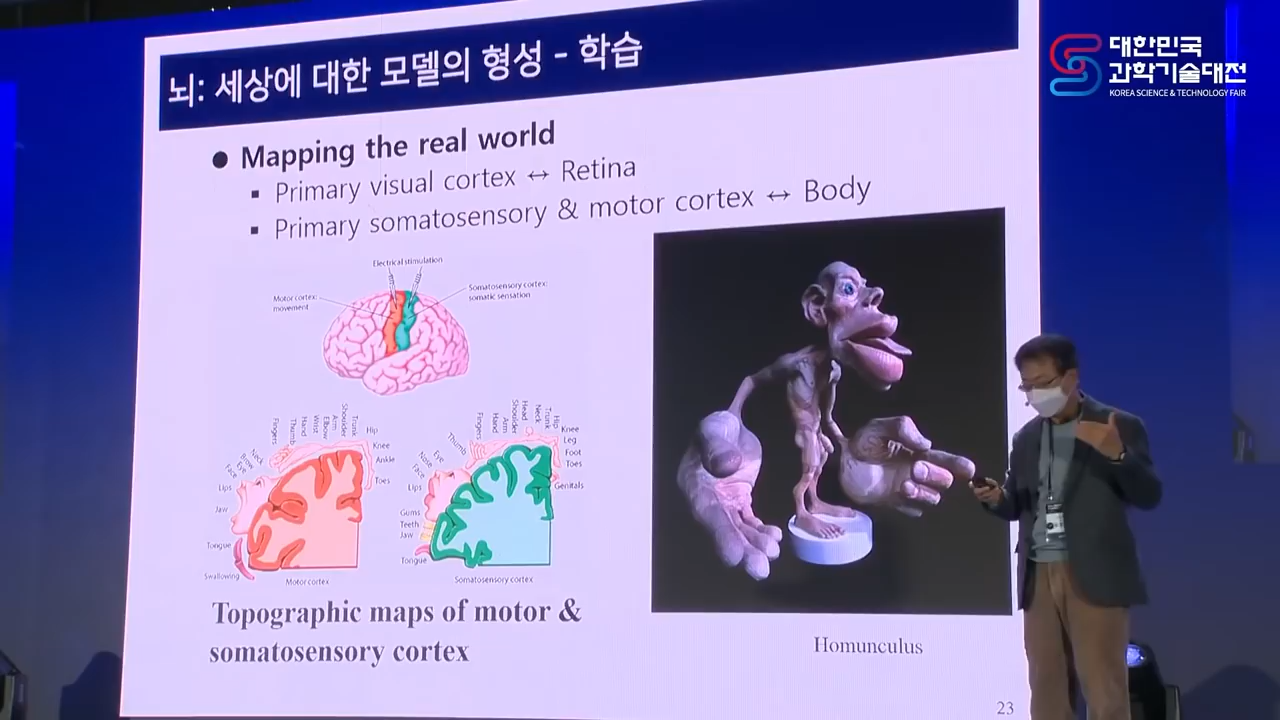 뇌: 세상에 대한 모델의 형성 - 학습
대한민국
과학기술대전
KOREA SCIENCE & TECHNOLOGY FAIR
● Mapping the real world
▪ Primary visual cortex ↔ Retina
▪ Primary somatosensory & motor cortex ↔ Body
Electrical stimulation
Motor cortex:
movement
Somatosensory cortex:
somatic sensation
Fingers
Thumb
Hand
Wrist
Elbow
Arm
Shoulder
Trunk
Hip
Knee
Ankle
Toes
Neck
Brow
Eye
Face
Lips
Jaw
Tongue
Swallowing
Motor cortex
Thumb
Fingers
Hand
Arm
Shoulder
Head
Neck
Trunk
Hip
Knee
Leg
Foot
Toes
Genitals
Eye
Nose
Face
Lips
Gums
Teeth
Jaw
Tongue
Somatosensory cortex
Topographic maps of motor &
somatosensory cortex
Homunculus
23